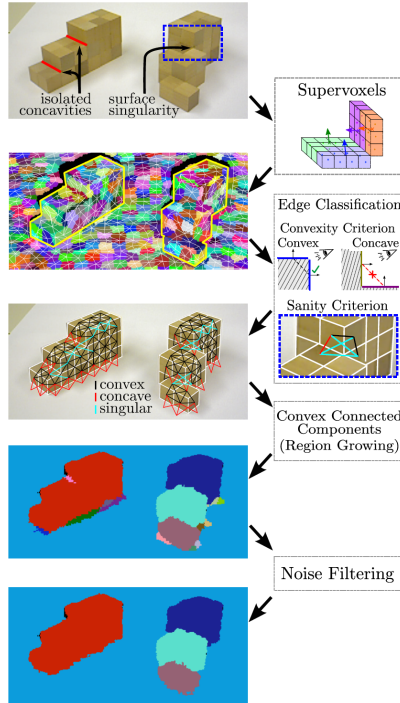 isolated
concavities
surface
singularity
Supervoxels
Edge Classification
Convexity Criterion
Convex
Concave
Sanity Criterion
convex
concave
singular
Convex Connected
Components
(Region Growing)
Noise Filtering